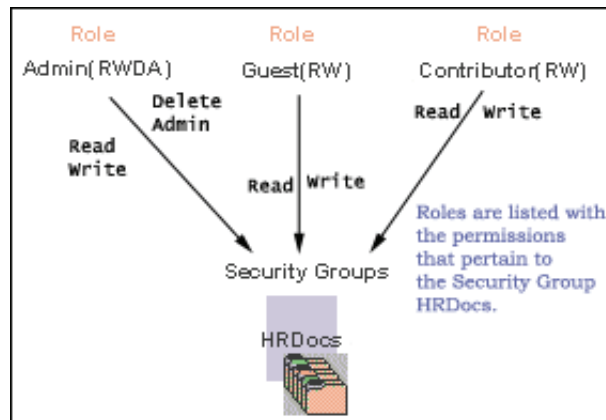 Role Role Role
Admin(RWDA) Guest(RW) Contributor(RW)
Delete
Admin
Read Write
Read
Write
Read Write
Roles are listed with
the permissions
that pertain to
the Security Group
HRDocs.
Security Groups
HRDocs